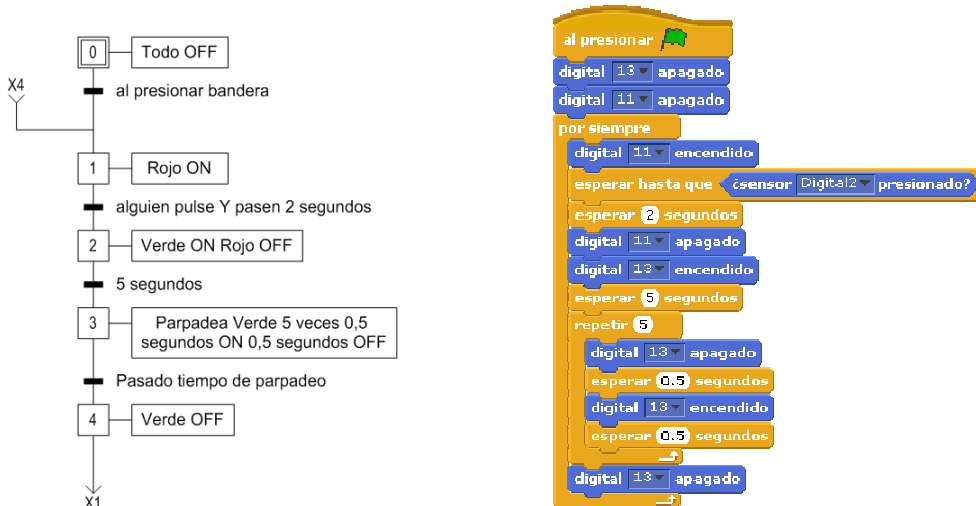 0
Todo OFF
X4
al presionar bandera
1
Rojo ON
alguien pulse Y pasen 2 segundos
2
Verde ON Rojo OFF
5 segundos
3
Parpadea Verde 5 veces 0,5
segundos ON 0,5 segundos OFF
Pasado tiempo de parpadeo
4
Verde OFF
X1
al presionar
digital 13 apagado
digital 11 apagado
por siempre
digital 11 encendido
esperar hasta que ¿sensor Digital2 presionado?
esperar 2 segundos
digital 11 apagado
digital 13 encendido
esperar 5 segundos
repetir 5
digital 13 apagado
esperar 0.5 segundos
digital 13 encendido
esperar 0.5 segundos
digital 13 apagado